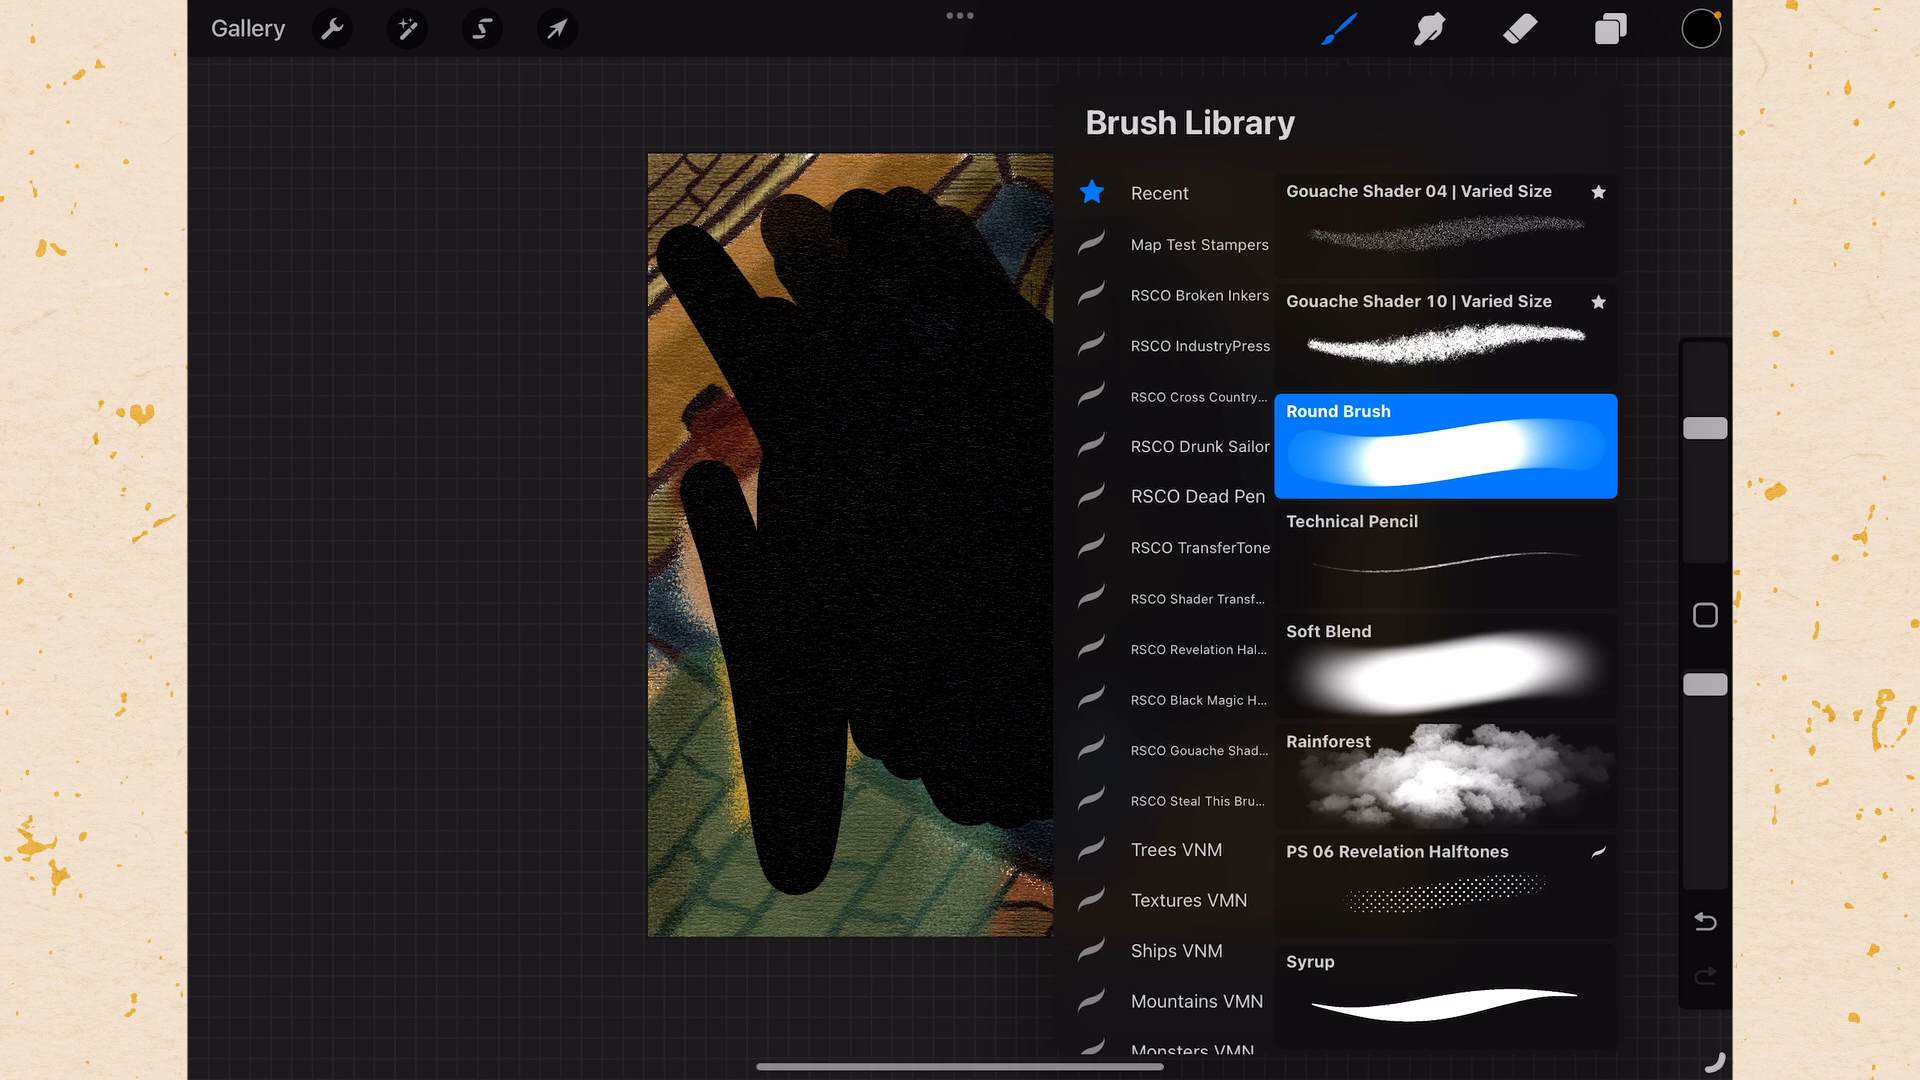 Gallery
Brush Library
Recent
Map Test Stampers
RSCO Broken Inkers
RSCO IndustryPress
RSCO Cross Country...
RSCO Drunk Sailor
RSCO Dead Pen
RSCO TransferTone
RSCO Shader Transf...
RSCO Revelation Hal...
RSCO Black Magic H...
RSCO Gouache Shad...
RSCO Steal This Bru...
Trees VNM
Textures VMN
Ships VNM
Mountains VMN
Monsters VMN
Gouache Shader 04 | Varied Size
Gouache Shader 10 | Varied Size
Round Brush
Technical Pencil
Soft Blend
Rainforest
PS 06 Revelation Halftones
Syrup